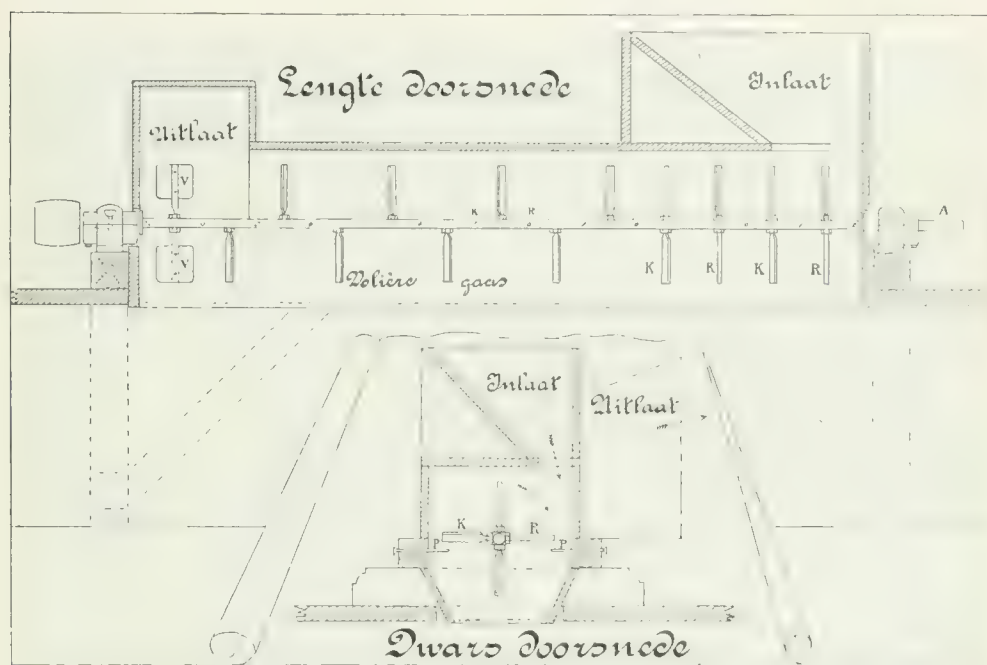 Lengte doorsnede
Inlaat
Uitlaat
V
K R
A
V
K R K R
Volière gaas
Inlaat
Uitlaat
K R
P P
Dwars doorsnede